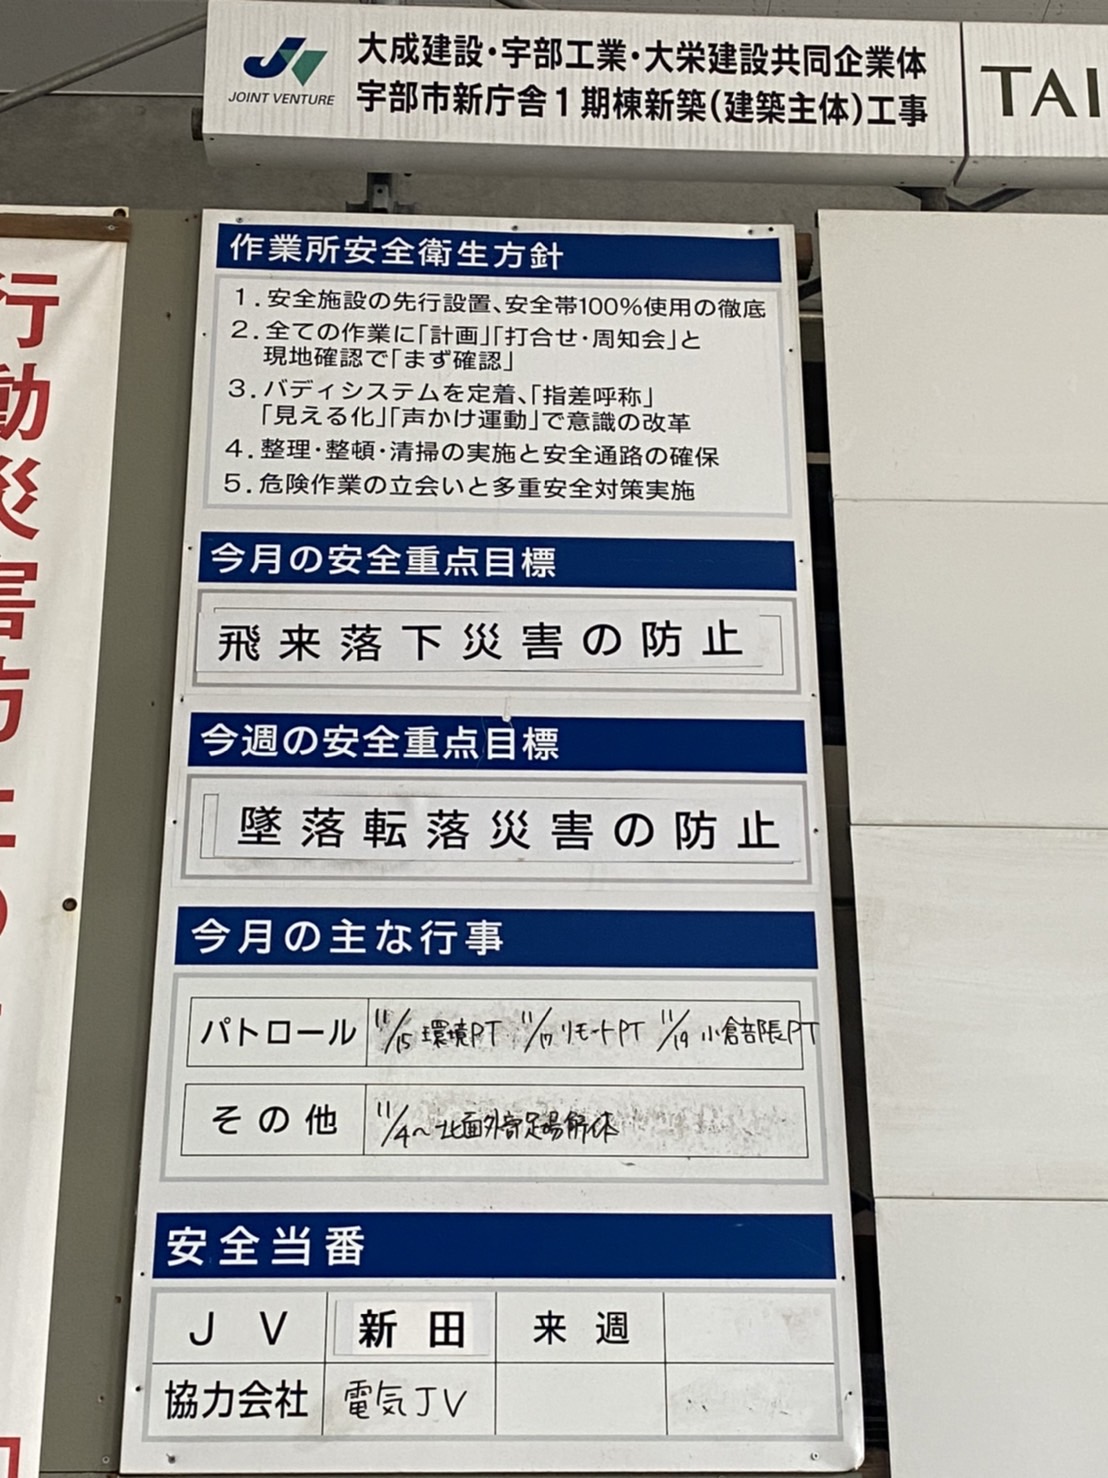 JOINT VENTURE
大成建設・宇部工業・大栄建設共同企業体
宇部市新庁舎1期棟新築(建築主体)工事
TAI
行動災害防止
作業所安全衛生方針
1.安全施設の先行設置、安全帯100%使用の徹底
2.全ての作業に「計画」「打合せ・周知会」と
現地確認で「まず確認」
3.バディシステムを定着、「指差呼称」
「見える化」「声かけ運動」で意識の改革
4.整理・整頓・清掃の実施と安全通路の確保
5.危険作業の立会いと多重安全対策実施
今月の安全重点目標
飛来落下災害の防止
今週の安全重点目標
墜落転落災害の防止
今月の主な行事
パトロール 11/15 環境PT 11/17 リモートPT 11/19 小倉部長PT
その他 11/4〜北面外部足場解体
安全当番
JV 新田 来週
協力会社 電気JV